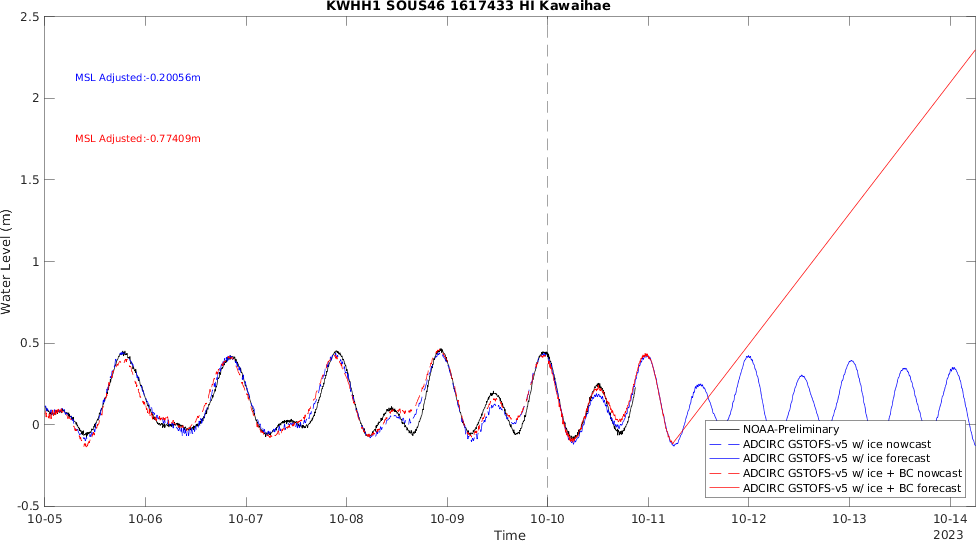 KWHH1 SOUS46 1617433 HI Kawaihae
2.5
2
1.5
1
0.5
0
-0.5
Water Level (m)
MSL Adjusted:-0.20056m
MSL Adjusted:-0.77409m
NOAA-Preliminary
ADCIRC GSTOFS-v5 w/ ice nowcast
ADCIRC GSTOFS-v5 w/ ice forecast
ADCIRC GSTOFS-v5 w/ ice + BC nowcast
ADCIRC GSTOFS-v5 w/ ice + BC forecast
10-05 10-06 10-07 10-08 10-09 10-10 10-11 10-12 10-13 10-14
Time
2023